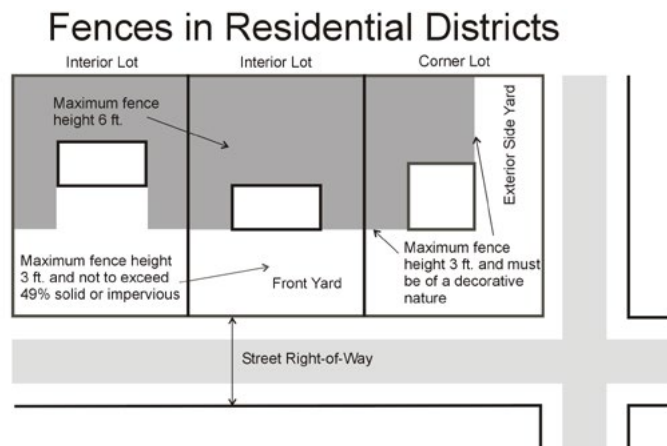 Fences in Residential Districts
Interior Lot
Interior Lot
Corner Lot
Maximum fence
height 6 ft.
Exterior Side Yard
Maximum fence height
3 ft. and not to exceed
49% solid or impervious
Front Yard
Maximum fence
height 3 ft. and must
be of a decorative
nature
Street Right-of-Way